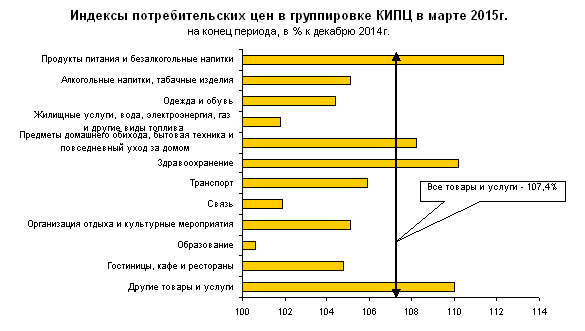 Индексы потребительских цен в группировке КИПЦ в марте 2015г.
на конец периода, в % к декабрю 2014г.
Продукты питания и безалкогольные напитки
Алкогольные напитки, табачные изделия
Одежда и обувь
Жилищные услуги, вода, электроэнергия, газ
и другие виды топлива
Предметы домашнего обихода, бытовая техника и
повседневный уход за домом
Здравоохранение
Транспорт
Все товары и услуги - 107,4%
Связь
Организация отдыха и культурные мероприятия
Образование
Гостиницы, кафе и рестораны
Другие товары и услуги
100 102 104 106 108 110 112 114